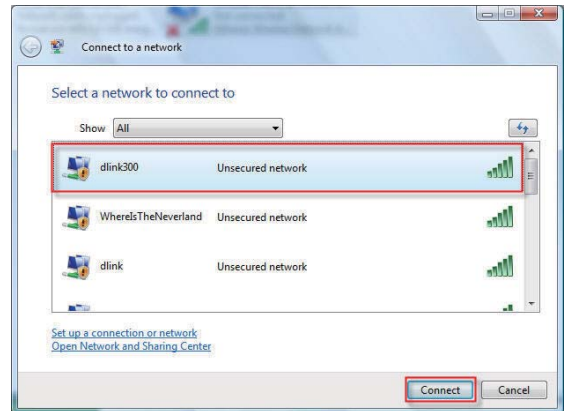 Connect to a network
Select a network to connect to
Show All
dlink300 Unsecured network
WhereIsTheNeverland Unsecured network
dlink Unsecured network
Set up a connection or network
Open Network and Sharing Center
Connect Cancel